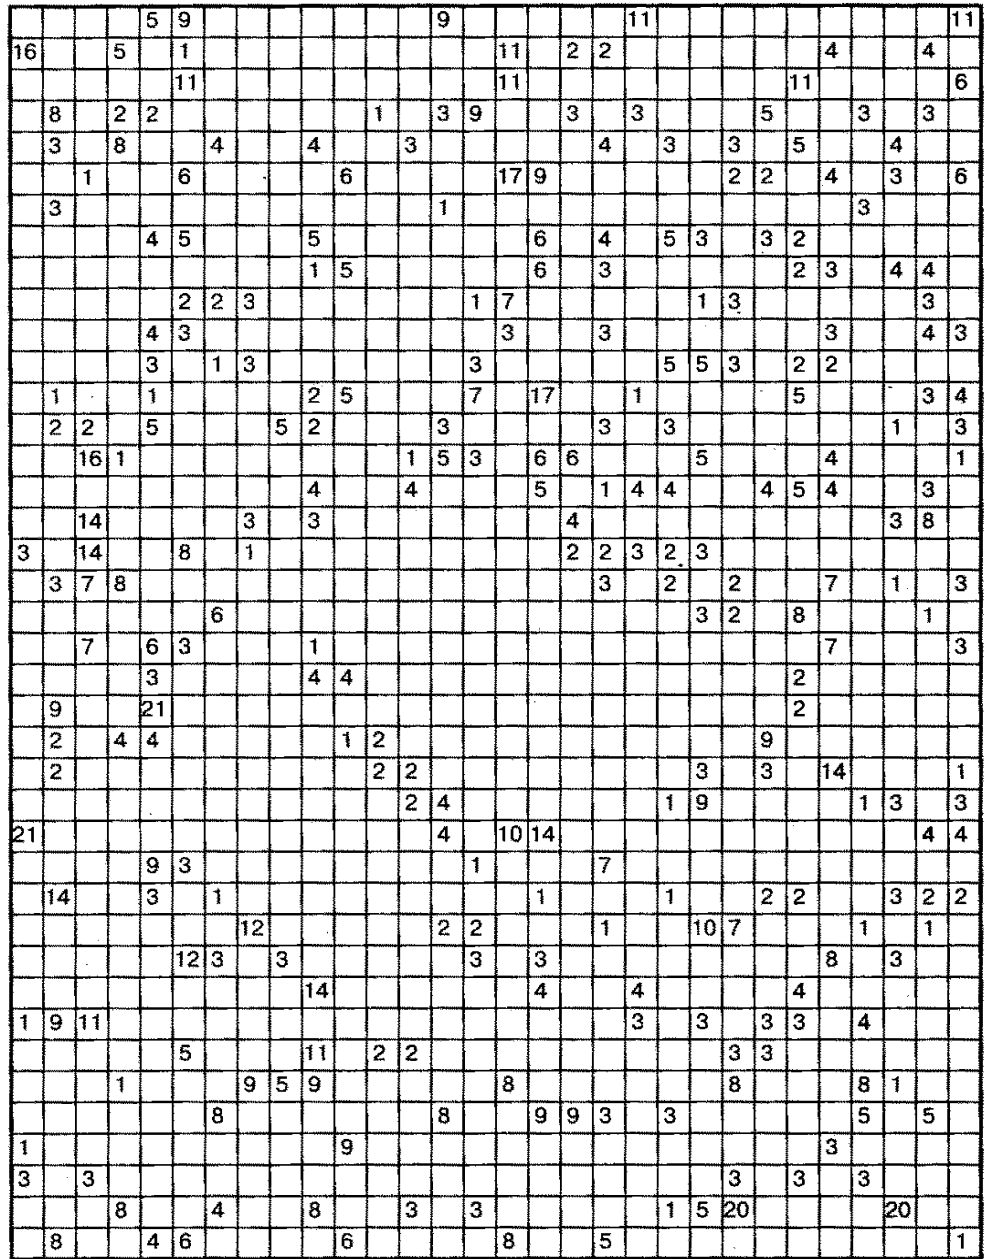 5 9 9 11 11
16 5 1 11 2 2 4 4
11 11 11 6
8 2 2 1 3 9 3 3 5 3 3
3 8 4 4 3 4 3 3 5 4
1 6 6 17 9 2 2 4 3 6
3 1 3
4 5 5 6 4 5 3 3 2
1 5 6 3 2 3 4 4
2 2 3 1 7 1 3 3
4 3 3 3 3 4 3
3 1 3 3 5 5 3 2 2
1 1 2 5 7 17 1 5 3 4
2 2 5 5 2 3 3 3 1 3
16 1 1 5 3 6 6 5 4 1
4 4 5 1 4 4 4 5 4 3
14 3 3 4 3 8
3 14 8 1 2 2 3 2 3
3 7 8 3 2 2 7 1 3
6 3 2 8 1
7 6 3 1 7 3
3 4 4 2
9 21 2
2 4 4 1 2 9
2 2 2 3 3 14 1
2 4 1 9 1 3 3
21 4 10 14 4 4
9 3 1 7
14 3 1 1 1 2 2 3 2 2
12 2 2 1 10 7 1 1
12 3 3 3 3 8 3
14 4 4 4
1 9 11 3 3 3 3 4
5 11 2 2 3 3
1 9 5 9 8 8 8 1
8 8 9 9 3 3 5 5
1 9 3
3 3 3 3 3
8 4 8 3 3 1 5 20 20
8 4 6 6 8 5 1